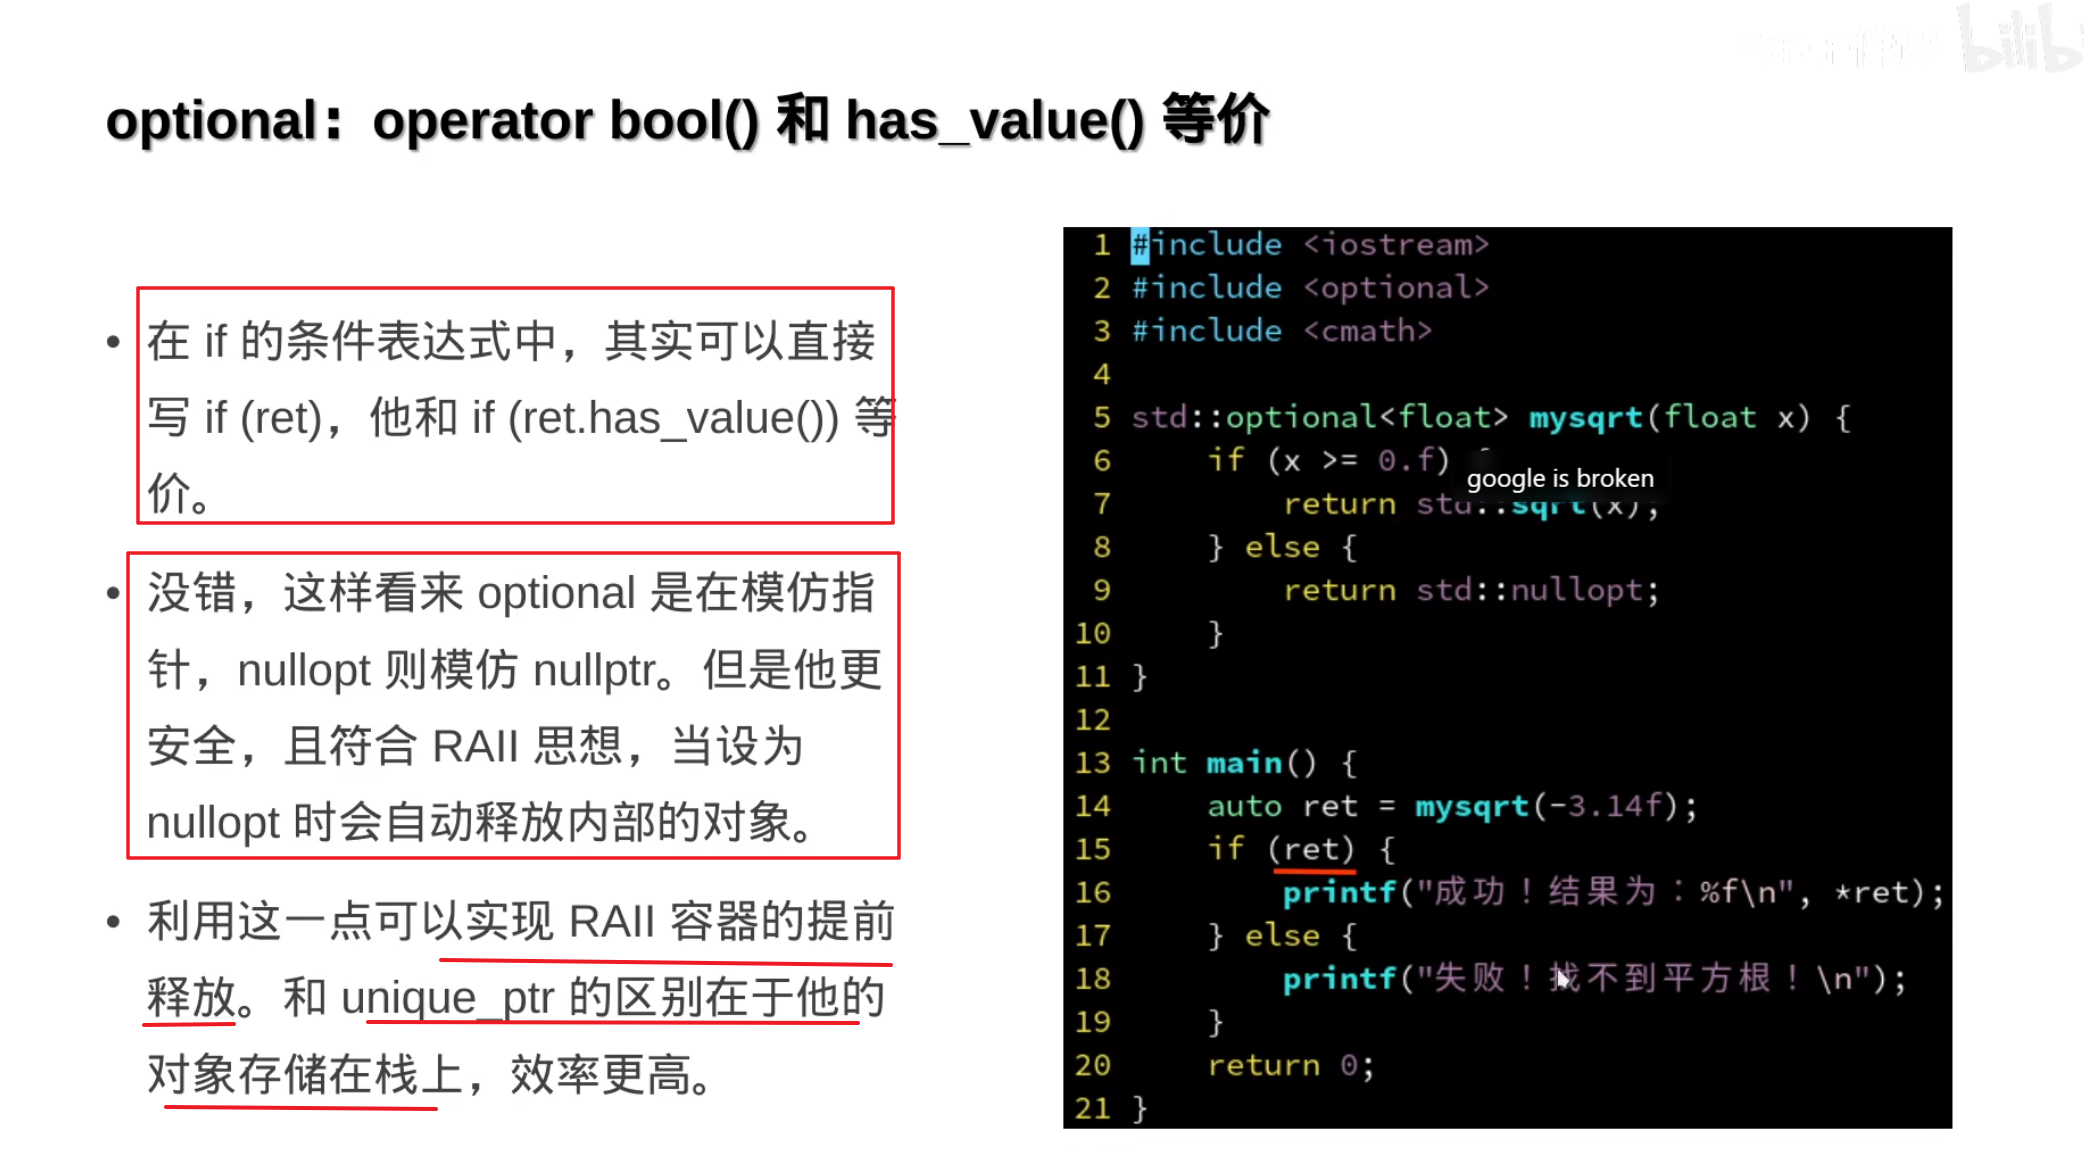 optional：operator bool() 和 has_value() 等价
• 在 if 的条件表达式中，其实可以直接
写 if (ret)，他和 if (ret.has_value()) 等
价。
• 没错，这样看来 optional 是在模仿指
针，nullopt 则模仿 nullptr。但是他更
安全，且符合 RAII 思想，当设为
nullopt 时会自动释放内部的对象。
• 利用这一点可以实现 RAII 容器的提前
释放。和 unique_ptr 的区别在于他的
对象存储在栈上，效率更高。
1 #include <iostream>
2 #include <optional>
3 #include <cmath>
4
5 std::optional<float> mysqrt(float x) {
6     if (x >= 0.f) {
google is broken
7         return std::sqrt(x);
8     } else {
9         return std::nullopt;
10     }
11 }
12
13 int main() {
14     auto ret = mysqrt(-3.14f);
15     if (ret) {
16         printf("成功！结果为：%f\n", *ret);
17     } else {
18         printf("失败！找不到平方根！\n");
19     }
20     return 0;
21 }